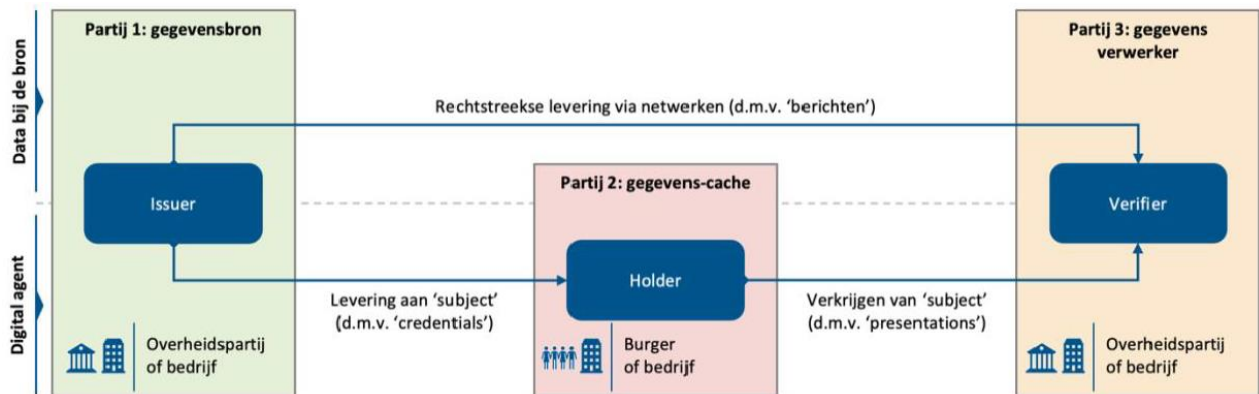 Data bij de bron
Digital agent
Partij 1: gegevensbron
Issuer
Overheidspartij
of bedrijf
Rechtstreekse levering via netwerken (d.m.v. ‘berichten’)
Levering aan ‘subject’
(d.m.v. ‘credentials’)
Partij 2: gegevens-cache
Holder
Burger
of bedrijf
Verkrijgen van ‘subject’
(d.m.v. ‘presentations’)
Partij 3: gegevens
verwerker
Verifier
Overheidspartij
of bedrijf